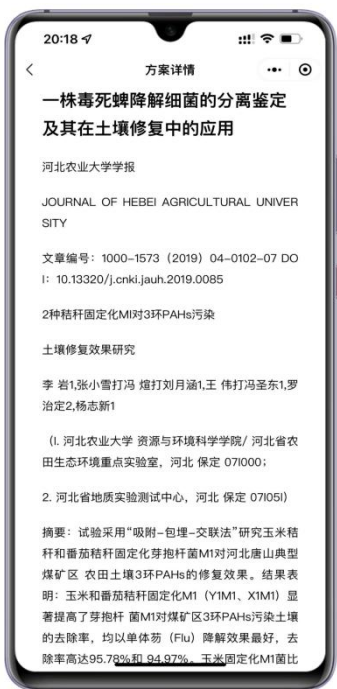 20:18
方案详情
一株毒死蜱降解细菌的分离鉴定
及其在土壤修复中的应用
河北农业大学学报
JOURNAL OF HEBEI AGRICULTURAL UNIVER
SITY
文章编号：1000-1573（2019）04-0102-07 DO
I：10.13320/j.cnki.jauh.2019.0085
2种秸秆固定化MI对3环PAHs污染
土壤修复效果研究
李 岩1,张小雪打冯 煊打刘月涵1,王 伟打冯圣东1,罗
治定2,杨志新1
（I. 河北农业大学 资源与环境科学学院/ 河北省农
田生态环境重点实验室，河北 保定 07I000；
2. 河北省地质实验测试中心，河北 保定 07I05I）
摘要：试验采用“吸附-包埋-交联法”研究玉米秸
秆和番茄秸秆固定化芽抱杆菌M1对河北唐山典型
煤矿区 农田土壤3环PAHs的修复效果。结果表
明：玉米和番茄秸秆固定化M1（Y1M1、X1M1）显
著提高了芽抱杆 菌M1对煤矿区3环PAHs污染土壤
的去除率，均以单体芴（Flu）降解效果最好，去
除率高达95.78%和 94.97%。玉米固定化M1菌比